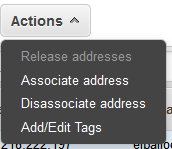 Actions
Release addresses
Associate address
Disassociate address
Add/Edit Tags